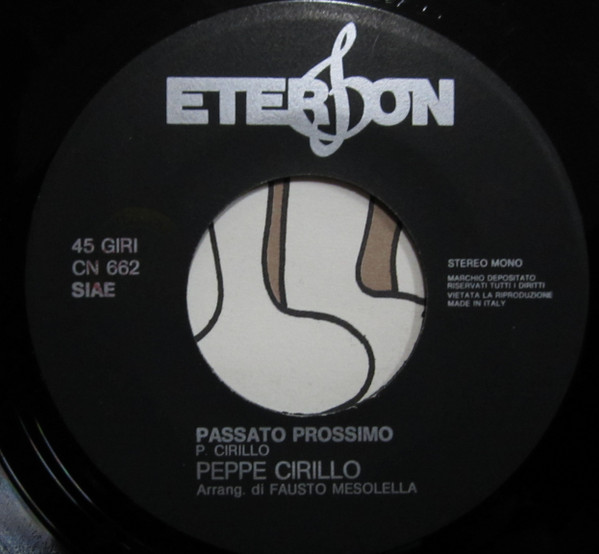 ETERSON
45 GIRI
CN 662
SIAE
STEREO MONO
MARCHIO DEPOSITATO
RISERVATI TUTTI I DIRITTI
VIETATA LA RIPRODUZIONE
MADE IN ITALY
PASSATO PROSSIMO
P. CIRILLO
PEPPE CIRILLO
Arrang. di FAUSTO MESOLELLA